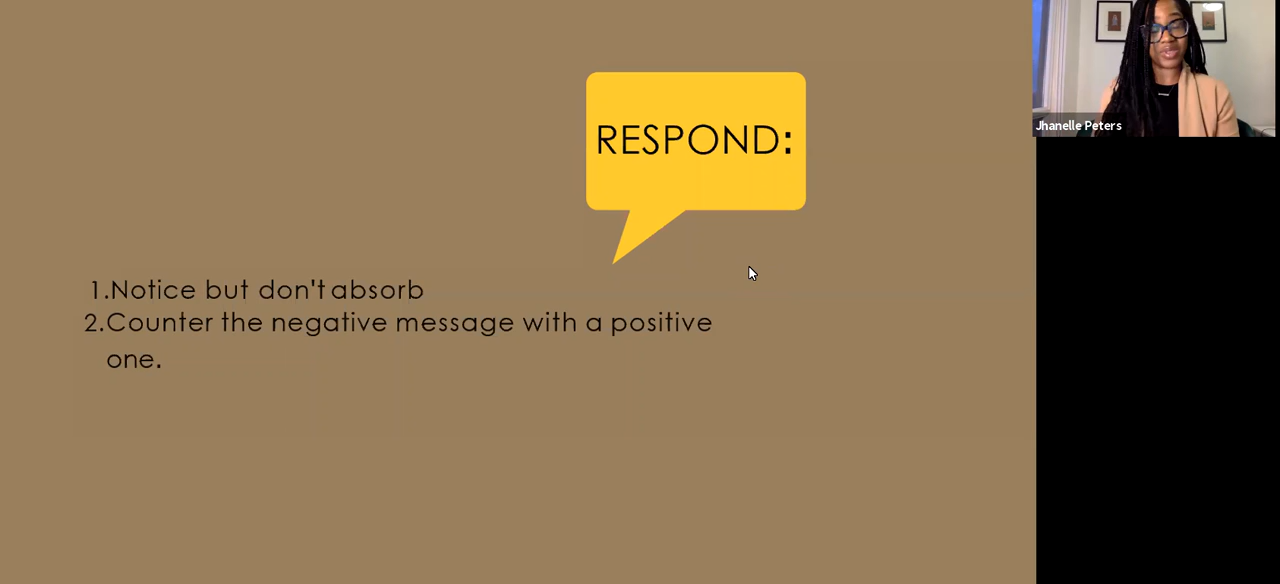 RESPOND:
1.Notice but don't absorb
2.Counter the negative message with a positive
one.
Jhanelle Peters